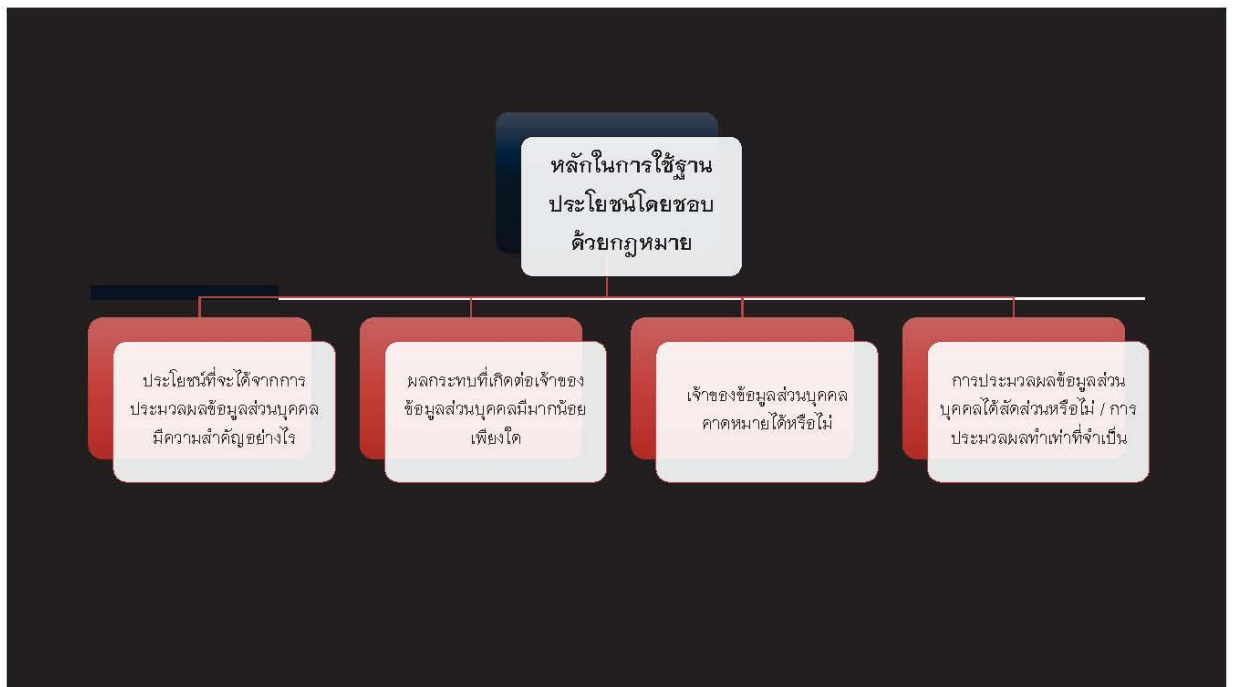 หลักในการใช้ฐาน
ประโยชน์โดยชอบ
ด้วยกฎหมาย
ประโยชน์ที่จะได้จากการ
ประมวลผลข้อมูลส่วนบุคคล
มีความสำคัญอย่างไร
ผลกระทบที่เกิดต่อเจ้าของ
ข้อมูลส่วนบุคคลมีมากน้อย
เพียงใด
เจ้าของข้อมูลส่วนบุคคล
คาดหมายได้หรือไม่
การประมวลผลข้อมูลส่วน
บุคคลได้สัดส่วนหรือไม่ / การ
ประมวลผลทำเท่าที่จำเป็น